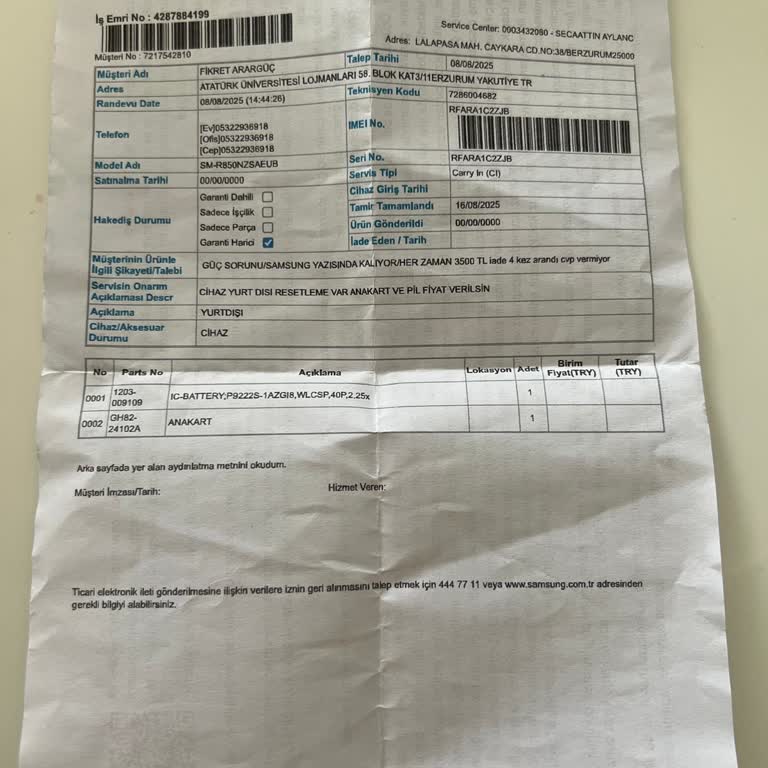 İş Emri No : 4287884199
Service Center: 0903432080 - SECAATTIN AYLANC
Müşteri No : 7217542810
Adres: LALAPASA MAH. CAYKARA CD.NO:38/BERZURUM25000
Müşteri Adı FİKRET ARARGÜÇ Talep Tarihi 08/08/2025
Adres ATATÜRK ÜNİVERSİTESİ LOJMANLARI 58. BLOK KAT3/11ERZURUM YAKUTİYE TR
Randevu Date 08/08/2025 (14:44:26) Teknisyen Kodu 7286004682
Telefon [Ev]05322936918 IMEI No. RFARA1C2ZJB
[Ofis]05322936918
[Cep]05322936918
Model Adı SM-R850NZSAEUB Seri No. RFARA1C2ZJB
Satınalma Tarihi 00/00/0000 Servis Tipi Carry In (CI)
Hakediş Durumu Garanti Dahili Cihaz Giriş Tarihi
Sadece İşçilik Tamir Tamamlandı 16/08/2025
Sadece Parça Ürün Gönderildi 00/00/0000
Garanti Harici İade Eden / Tarih
Müşterinin Ürünle İlgili Şikayeti/Talebi GÜÇ SORUNU/SAMSUNG YAZISINDA KALIYOR/HER ZAMAN 3500 TL iade 4 kez arandı cvp vermiyor
Servisin Onarım Açıklaması Descr CİHAZ YURT DISI RESETLEME VAR ANAKART VE PİL FİYAT VERİLSİN
Açıklama YURTDIŞI
Cihaz/Aksesuar Durumu CİHAZ
No Parts No Açıklama Lokasyon Adet Birim Fiyat(TRY) Tutar (TRY)
0001 1203-009109 IC-BATTERY;P9222S-1AZGI8,WLCSP,40P,2.25x 1
0002 GH82-24102A ANAKART 1
Arka sayfada yer alan aydınlatma metnini okudum.
Müşteri İmzası/Tarih: Hizmet Veren:
Ticari elektronik ileti gönderilmesine ilişkin verilere iznin geri alınmasını talep etmek için 444 77 11 veya www.samsung.com.tr adresinden
gerekli bilgiyi alabilirsiniz.